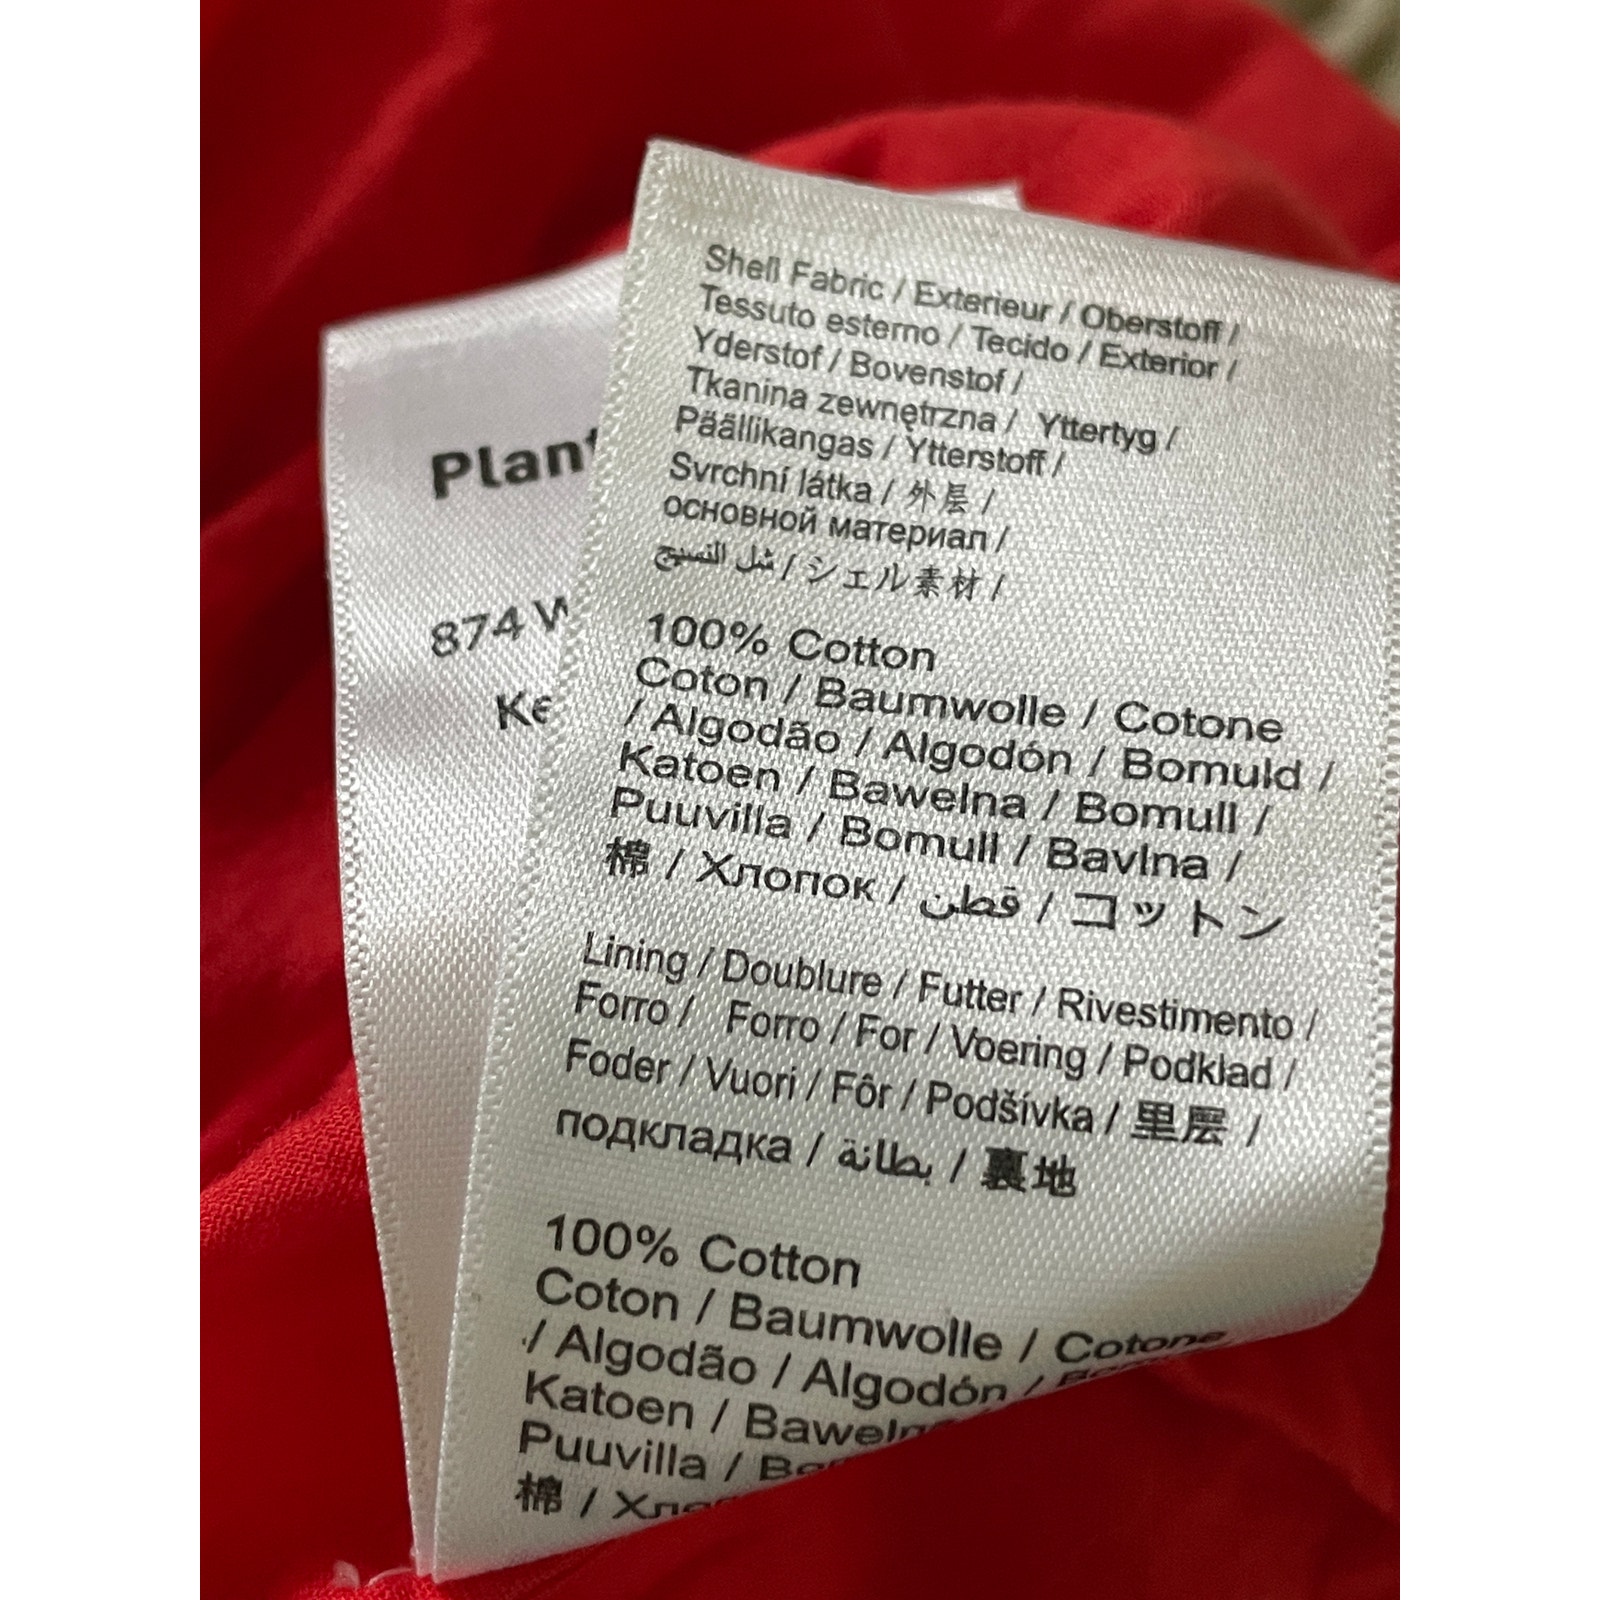 Shell Fabric / Exterieur / Oberstoff /
Tessuto esterno / Tecido / Exterior /
Yderstof / Bovenstof /
Tkanina zewnętrzna / Yttertyg /
Päällikangas / Ytterstoff /
Svrchní látka / 外层 /
основной материал /
شل النسيج / シェル素材 /
100% Cotton
Coton / Baumwolle / Cotone
/ Algodão / Algodón / Bomuld /
Katoen / Bawelna / Bomull /
Puuvilla / Bomull / Bavlna /
棉 / Хлопок / قطن / コットン
Lining / Doublure / Futter / Rivestimento /
Forro / Forro / For / Voering / Podklad /
Foder / Vuori / Fôr / Podšívka / 里层 /
подкладка / بطانة / 裏地
100% Cotton
Coton / Baumwolle / Cotone
/ Algodão / Algodón /
Katoen /
Puuvilla /
棉 /
874